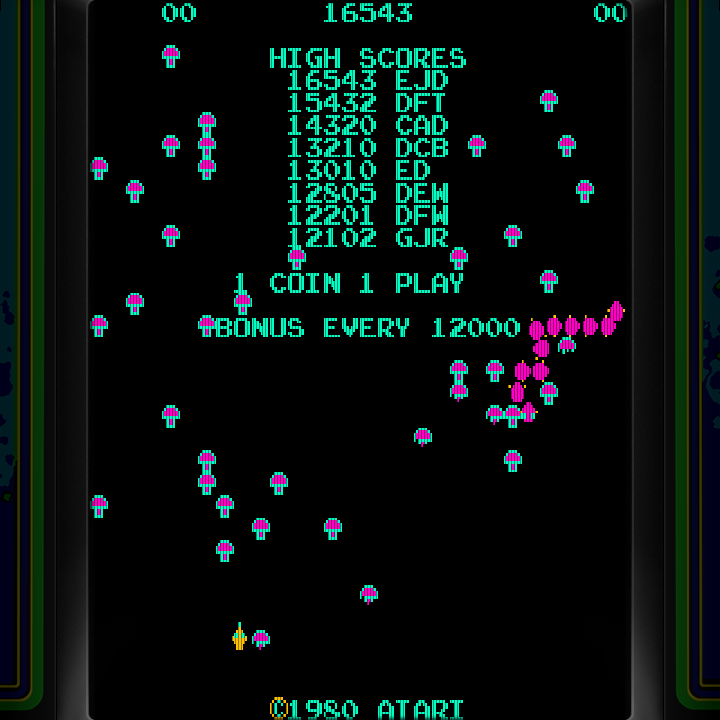 00 16543 00
HIGH SCORES
16543 EJD
15432 DFT
14320 CAD
13210 DCB
13010 ED
12805 DEW
12201 DFW
12102 GJR
1 COIN 1 PLAY
BONUS EVERY 12000
©1980 ATARI